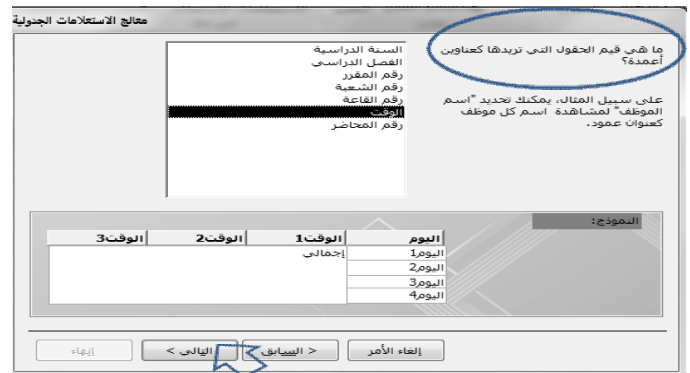 معالج الاستعلامات الجدولية
ما هي قيم الحقول التي تريدها كعناوين
أعمدة؟
على سبيل المثال، يمكنك تحديد "اسم
الموظف" لمشاهدة اسم كل موظف
كعنوان عمود.
السنة الدراسية
الفصل الدراسي
رقم المقرر
رقم الشعبة
رقم القاعة
الوقت
رقم المحاضر
النموذج:
اليوم الوقت1 الوقت2 الوقت3
اليوم1 إجمالي
اليوم2
اليوم3
اليوم4
إلغاء الأمر < السابق التالي > إنهاء